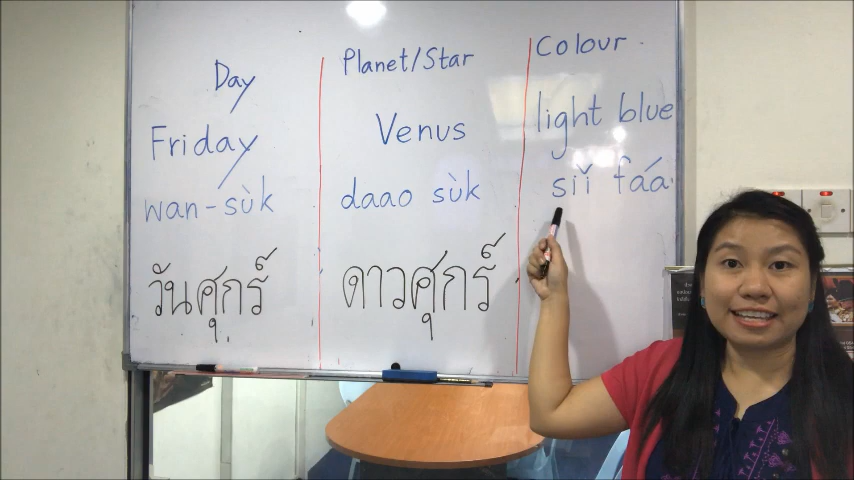 Day
Friday
wan-sùk
วันศุกร์
Planet/Star
Venus
daao sùk
ดาวศุกร์
Colour
light blue
siǐ fáa